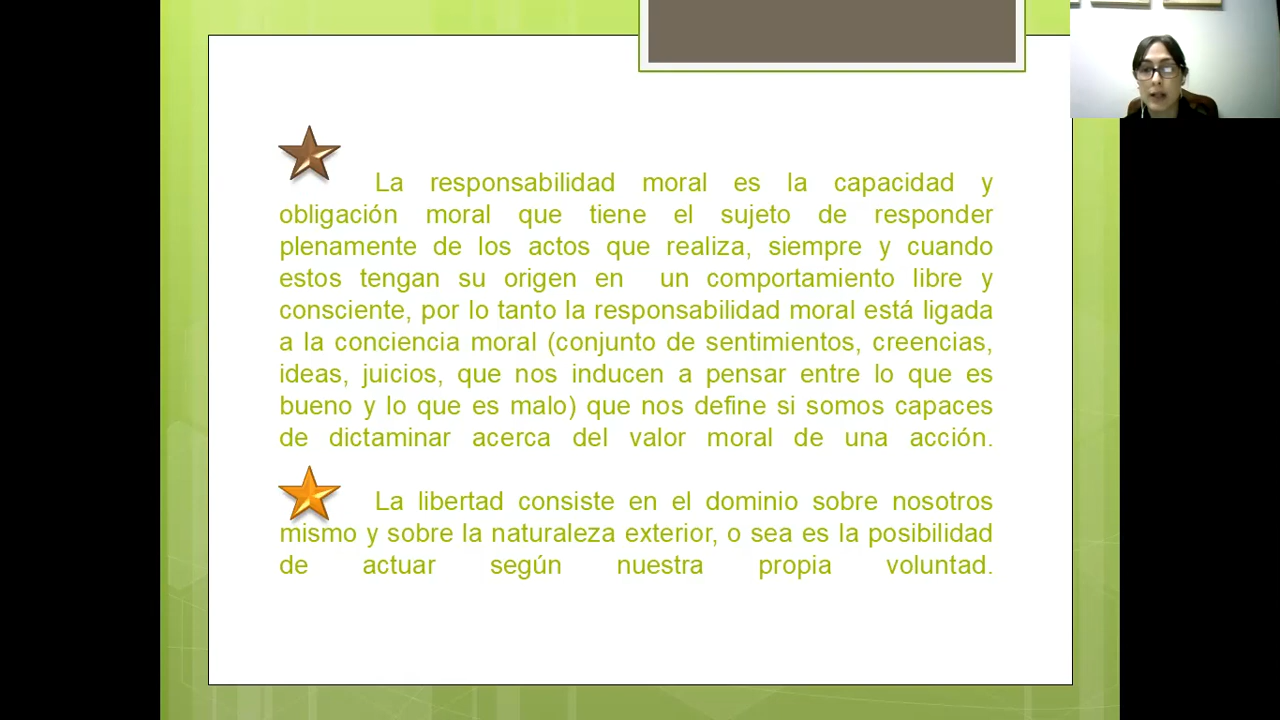 La responsabilidad moral es la capacidad y
obligación moral que tiene el sujeto de responder
plenamente de los actos que realiza, siempre y cuando
estos tengan su origen en un comportamiento libre y
consciente, por lo tanto la responsabilidad moral está ligada
a la conciencia moral (conjunto de sentimientos, creencias,
ideas, juicios, que nos inducen a pensar entre lo que es
bueno y lo que es malo) que nos define si somos capaces
de dictaminar acerca del valor moral de una acción.
La libertad consiste en el dominio sobre nosotros
mismo y sobre la naturaleza exterior, o sea es la posibilidad
de actuar según nuestra propia voluntad.